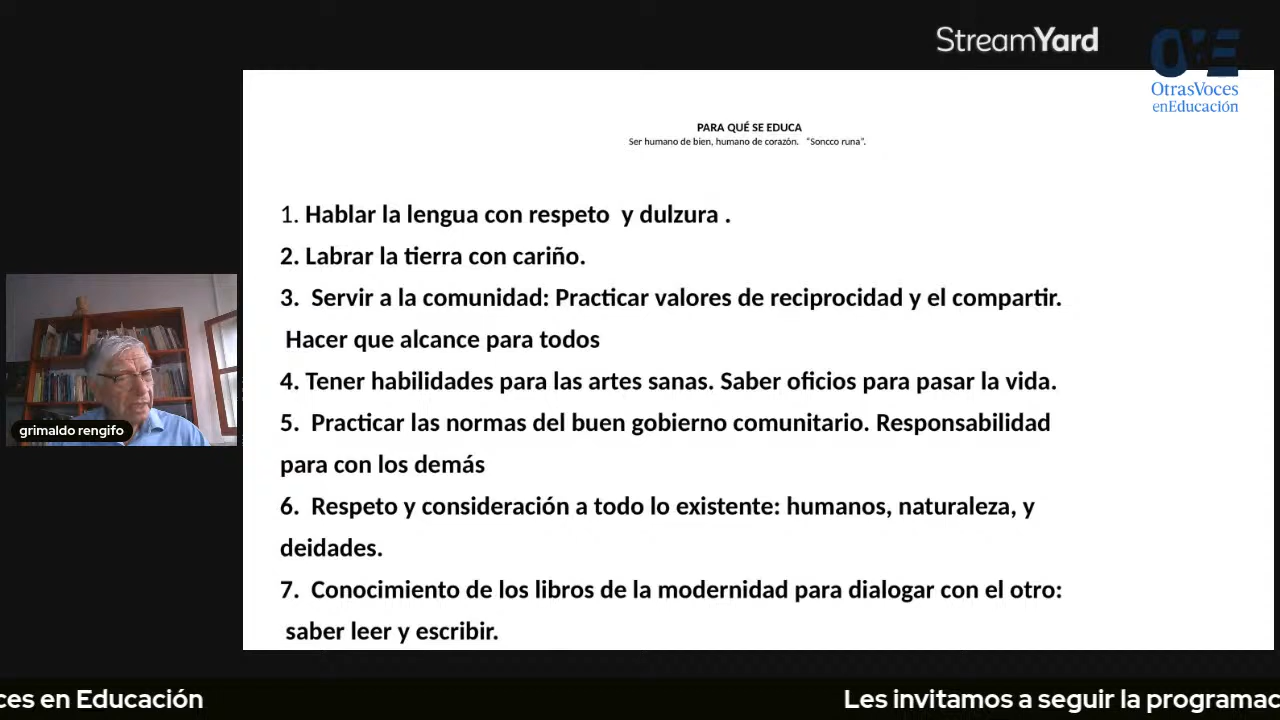 StreamYard
OVE
OtrasVoces
enEducación
PARA QUÉ SE EDUCA
Ser humano de bien, humano de corazón. “Soncco runa”.
1. Hablar la lengua con respeto y dulzura .
2. Labrar la tierra con cariño.
3. Servir a la comunidad: Practicar valores de reciprocidad y el compartir.
Hacer que alcance para todos
4. Tener habilidades para las artes sanas. Saber oficios para pasar la vida.
5. Practicar las normas del buen gobierno comunitario. Responsabilidad
para con los demás
6. Respeto y consideración a todo lo existente: humanos, naturaleza, y
deidades.
7. Conocimiento de los libros de la modernidad para dialogar con el otro:
saber leer y escribir.
grimaldo rengifo
ces en Educación
Les invitamos a seguir la programac